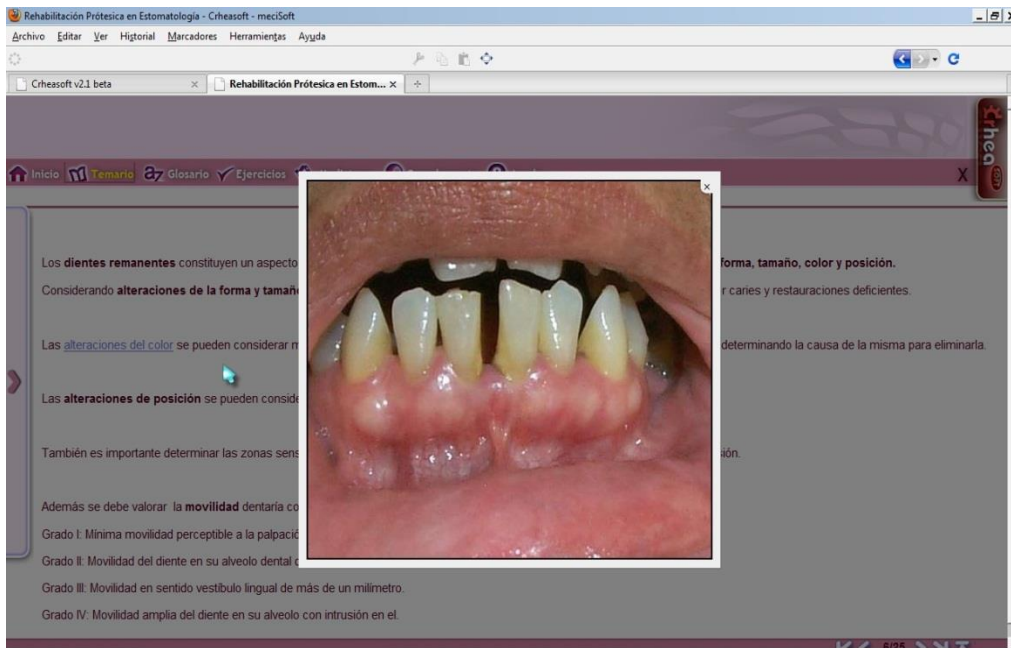 Rehabilitación Prótesica en Estomatología - Crheasoft - meciSoft
Archivo Editar Ver Historial Marcadores Herramientas Ayuda
Crheasoft v2.1 beta
Rehabilitación Prótesica en Estom...
Inicio Temario Glosario Ejercicios
X
Crhea
Los dientes remanentes constituyen un aspecto
forma, tamaño, color y posición.
Considerando alteraciones de la forma y tamañ
r caries y restauraciones deficientes.
Las alteraciones del color se pueden considerar m
determinando la causa de la misma para eliminarla.
Las alteraciones de posición se pueden conside
También es importante determinar las zonas sens
sión.
Además se debe valorar la movilidad dentaría co
Grado I: Mínima movilidad perceptible a la palpació
Grado II: Movilidad del diente en su alveolo dental
Grado III: Movilidad en sentido vestíbulo lingual de más de un milímetro.
Grado IV: Movilidad amplia del diente en su alveolo con intrusión en el.
6/25